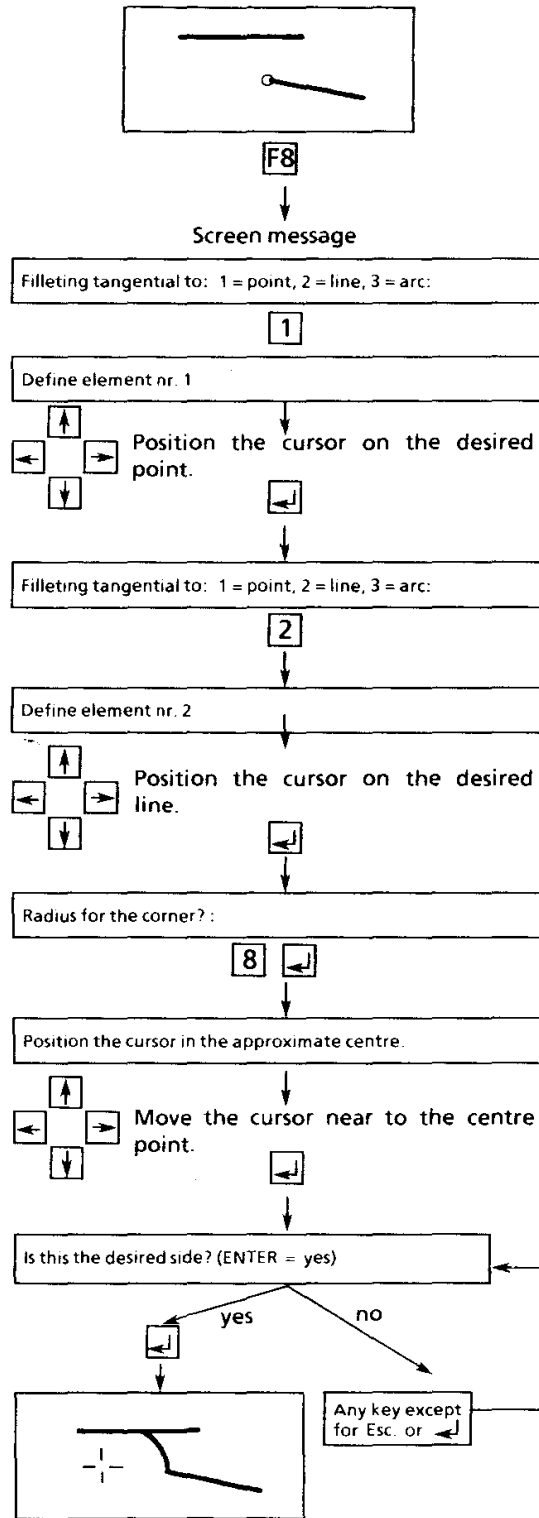 F8
Screen message
Filleting tangential to: 1 = point, 2 = line, 3 = arc:
1
Define element nr. 1
Position the cursor on the desired
point.
Filleting tangential to: 1 = point, 2 = line, 3 = arc:
2
Define element nr. 2
Position the cursor on the desired
line.
Radius for the corner? :
8
Position the cursor in the approximate centre.
Move the cursor near to the centre
point.
Is this the desired side? (ENTER = yes)
yes
no
Any key except
for Esc. or